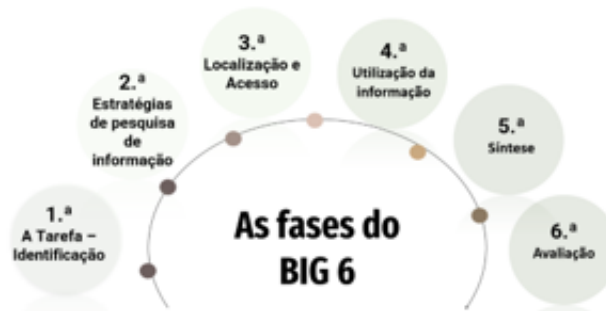 1.ª
A Tarefa –
Identificação
2.ª
Estratégias
de pesquisa
de
informação
3.ª
Localização e
Acesso
4.ª
Utilização da
informação
5.ª
Síntese
6.ª
Avaliação
As fases do
BIG 6